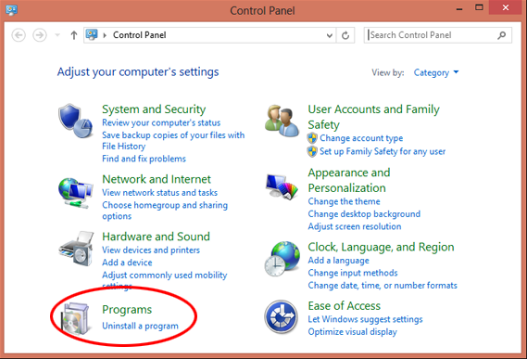 Control Panel
Control Panel
Search Control Panel
Adjust your computer's settings
View by: Category
System and Security
Review your computer's status
Save backup copies of your files with
File History
Find and fix problems
Network and Internet
View network status and tasks
Choose homegroup and sharing
options
Hardware and Sound
View devices and printers
Add a device
Adjust commonly used mobility
settings
Programs
Uninstall a program
User Accounts and Family
Safety
Change account type
Set up Family Safety for any user
Appearance and
Personalization
Change the theme
Change desktop background
Adjust screen resolution
Clock, Language, and Region
Add a language
Change input methods
Change date, time, or number formats
Ease of Access
Let Windows suggest settings
Optimize visual display